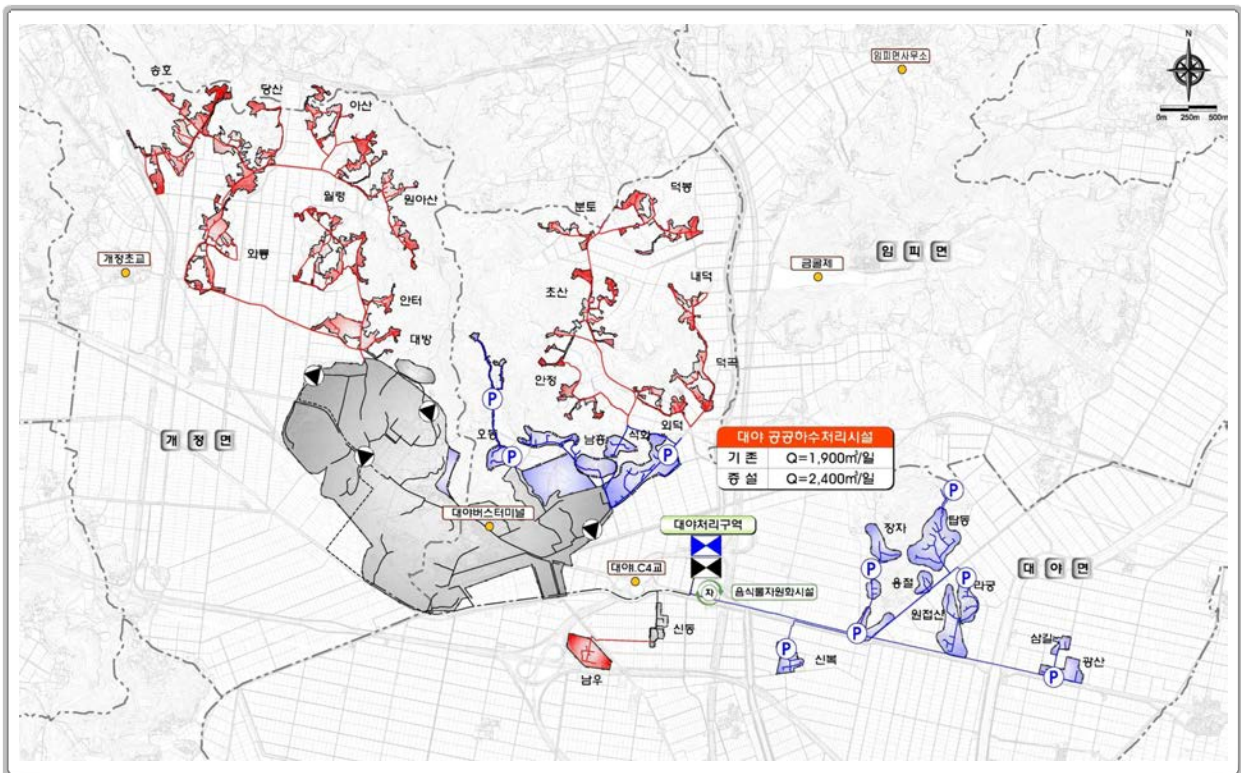 임피면사무소
N
0m 250m 500m
송호
당산
아산
덕봉
월령
원아산
분토
와룡
임 피 면
개정초교
금굴제
내덕
초산
안터
대방
덕곡
안정
외덕
개 정 면
오동
남흥
석화
대야 공공하수처리시설
기 존 Q=1,900㎥/일
증 설 Q=2,400㎥/일
P
P
P
P
대야버스터미널
대야처리구역
장자
탑동
대야I.C4교
P
P
대 야 면
용절
라궁
차
음식물자원화시설
원접산
신동
P
삼길
P
신복
광산
P
남우